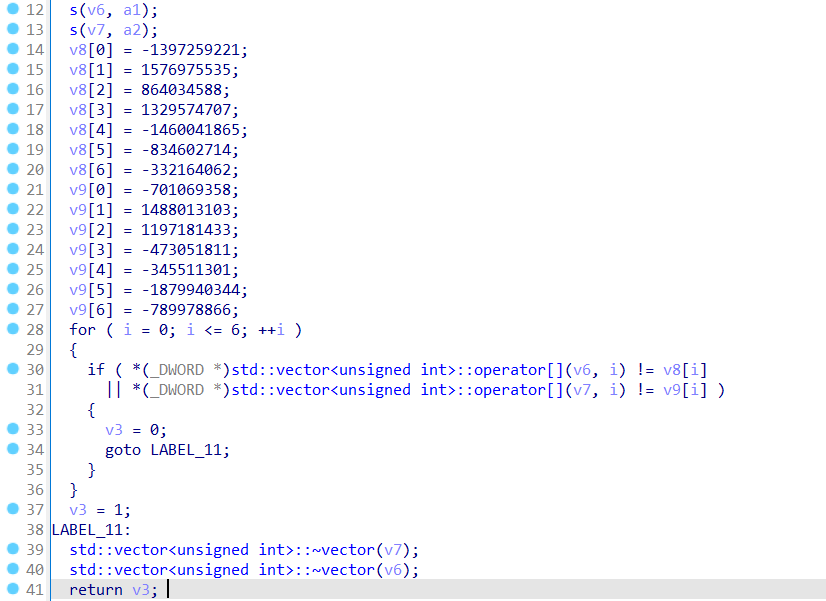 12 s(v6, a1);
13 s(v7, a2);
14 v8[0] = -1397259221;
15 v8[1] = 1576975535;
16 v8[2] = 864034588;
17 v8[3] = 1329574707;
18 v8[4] = -1460041865;
19 v8[5] = -834602714;
20 v8[6] = -332164062;
21 v9[0] = -701069358;
22 v9[1] = 1488013103;
23 v9[2] = 1197181433;
24 v9[3] = -473051811;
25 v9[4] = -345511301;
26 v9[5] = -1879940344;
27 v9[6] = -789978866;
28 for ( i = 0; i <= 6; ++i )
29 {
30 if ( *(_DWORD *)std::vector<unsigned int>::operator[](v6, i) != v8[i]
31 || *(_DWORD *)std::vector<unsigned int>::operator[](v7, i) != v9[i] )
32 {
33 v3 = 0;
34 goto LABEL_11;
35 }
36 }
37 v3 = 1;
38 LABEL_11:
39 std::vector<unsigned int>::~vector(v7);
40 std::vector<unsigned int>::~vector(v6);
41 return v3;